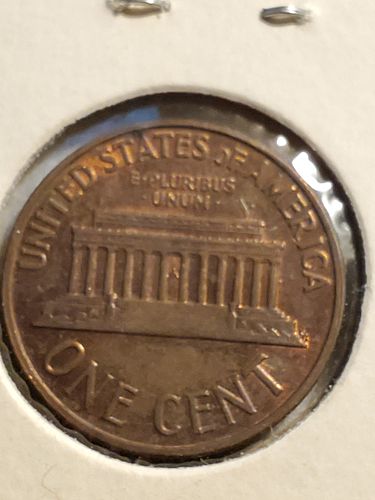 UNITED STATES OF AMERICA
E·PLURIBUS
·UNUM·
ONE CENT